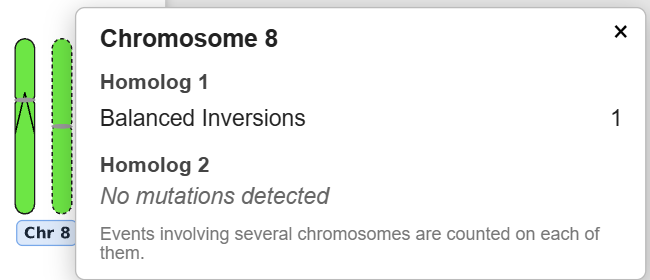 Chromosome 8
×
Homolog 1
Balanced Inversions 1
Homolog 2
No mutations detected
Events involving several chromosomes are counted on each of
them.
Chr 8